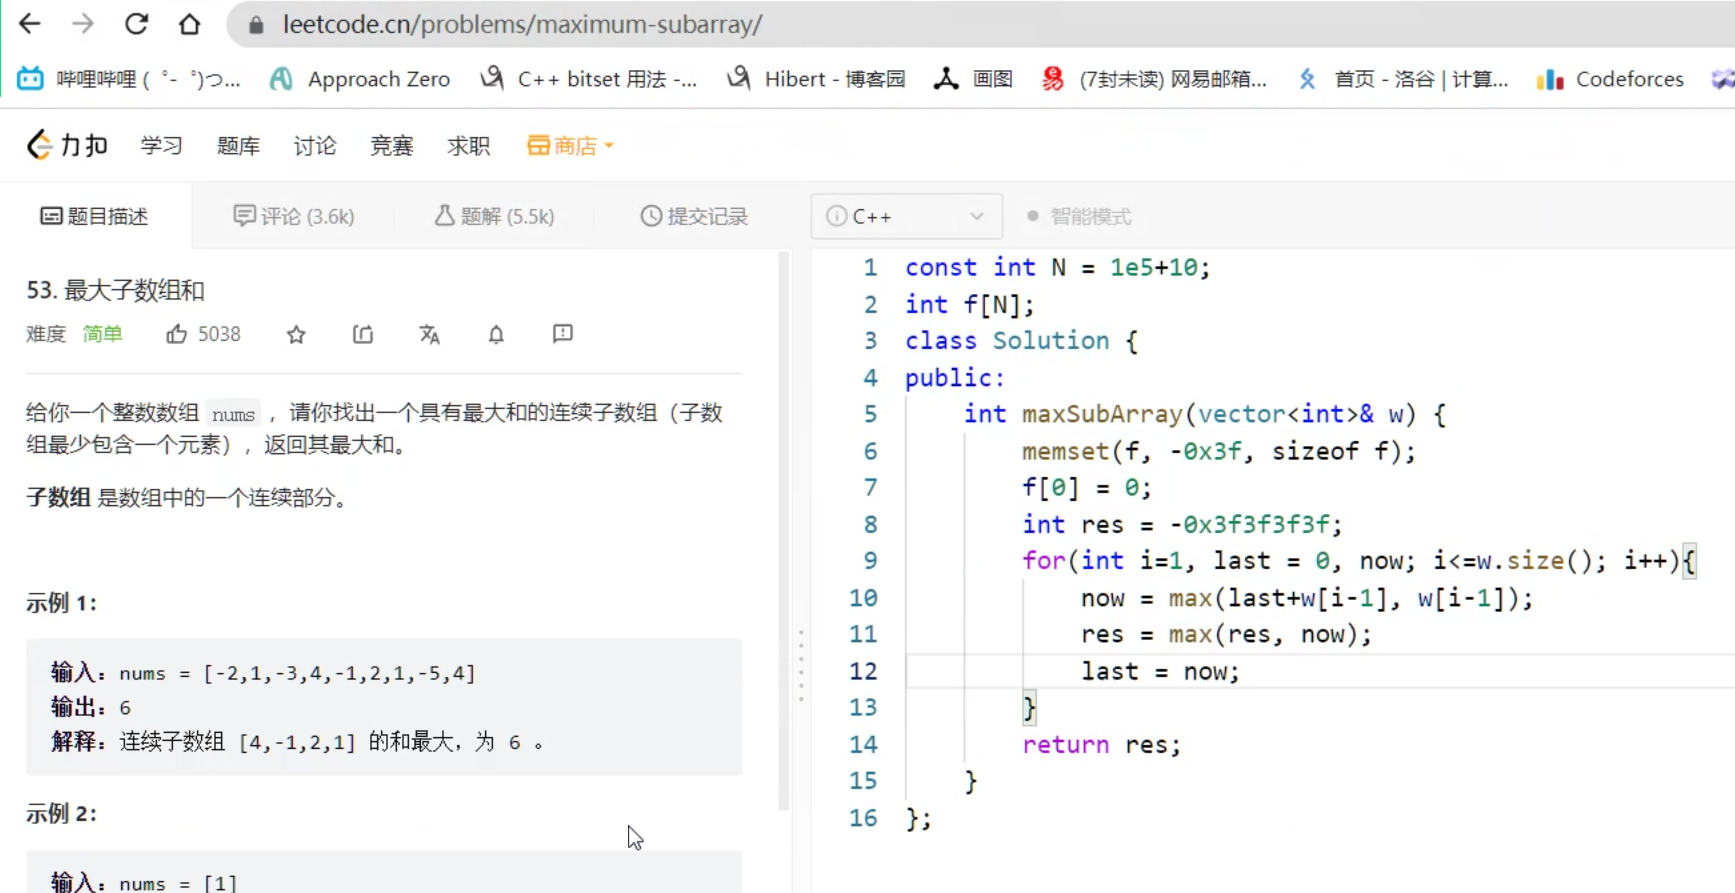 leetcode.cn/problems/maximum-subarray/
哔哩哔哩 ( ゜- ゜)つ... Approach Zero C++ bitset 用法 -... Hibert - 博客园 画图 (7封未读) 网易邮箱... 首页 - 洛谷 | 计算... Codeforces
力扣 学习 题库 讨论 竞赛 求职 商店
题目描述 评论 (3.6k) 题解 (5.5k) 提交记录 C++ 智能模式
53. 最大子数组和
难度 简单 5038
给你一个整数数组 nums ，请你找出一个具有最大和的连续子数组（子数
组最少包含一个元素），返回其最大和。
子数组 是数组中的一个连续部分。
示例 1：
输入：nums = [-2,1,-3,4,-1,2,1,-5,4]
输出：6
解释：连续子数组 [4,-1,2,1] 的和最大，为 6 。
示例 2：
输入：nums = [1]
1 const int N = 1e5+10;
2 int f[N];
3 class Solution {
4 public:
5     int maxSubArray(vector<int>& w) {
6         memset(f, -0x3f, sizeof f);
7         f[0] = 0;
8         int res = -0x3f3f3f3f;
9         for(int i=1, last = 0, now; i<=w.size(); i++){
10             now = max(last+w[i-1], w[i-1]);
11             res = max(res, now);
12             last = now;
13         }
14         return res;
15     }
16 };